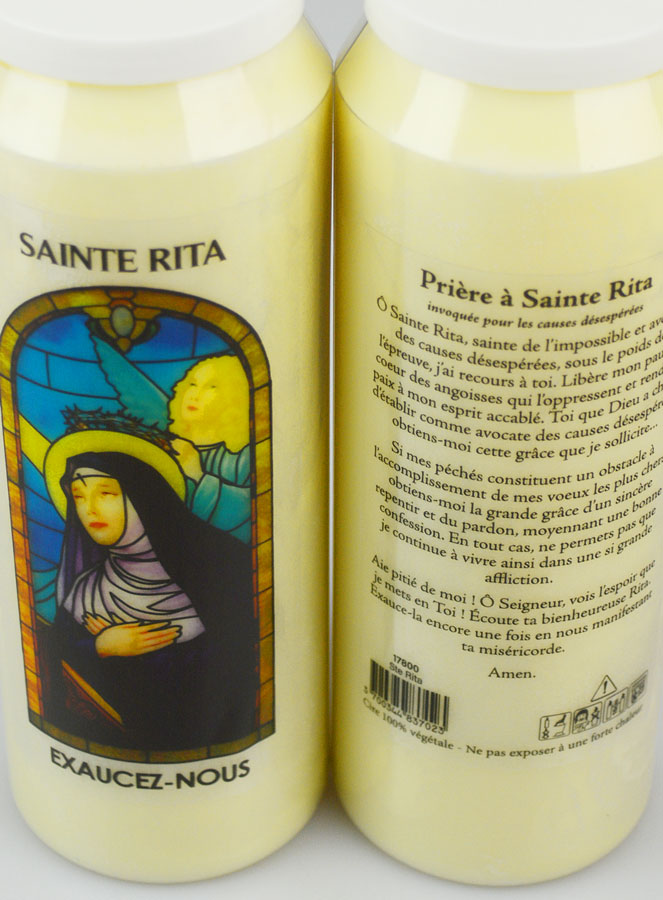 SAINTE RITA
EXAUCEZ-NOUS
Prière à Sainte Rita
invoquée pour les causes désespérées
Ô Sainte Rita, sainte de l'impossible et
des causes désespérées, sous le poids de
l'épreuve, j'ai recours à toi. Libère mon
coeur des angoisses qui l'oppressent et
paix à mon esprit accablé. Toi que Dieu a
d'établir comme avocate des causes
obtiens-moi cette grâce que je sollicite...
Si mes péchés constituent un obstacle à
l'accomplissement de mes voeux les plus
obtiens-moi la grande grâce d'un sincère
repentir et du pardon, moyennant une bonne
confession. En tout cas, ne permets pas que
je continue à vivre ainsi dans une si grande
affliction.
Aie pitié de moi ! Ô Seigneur, vois l'espoir que
je mets en Toi ! Écoute ta bienheureuse Rita.
Exauce-la encore une fois en nous manifestant
ta miséricorde.
Amen.
17800
Ste Rita
Cire 100% végétale - Ne pas exposer à une forte chaleur